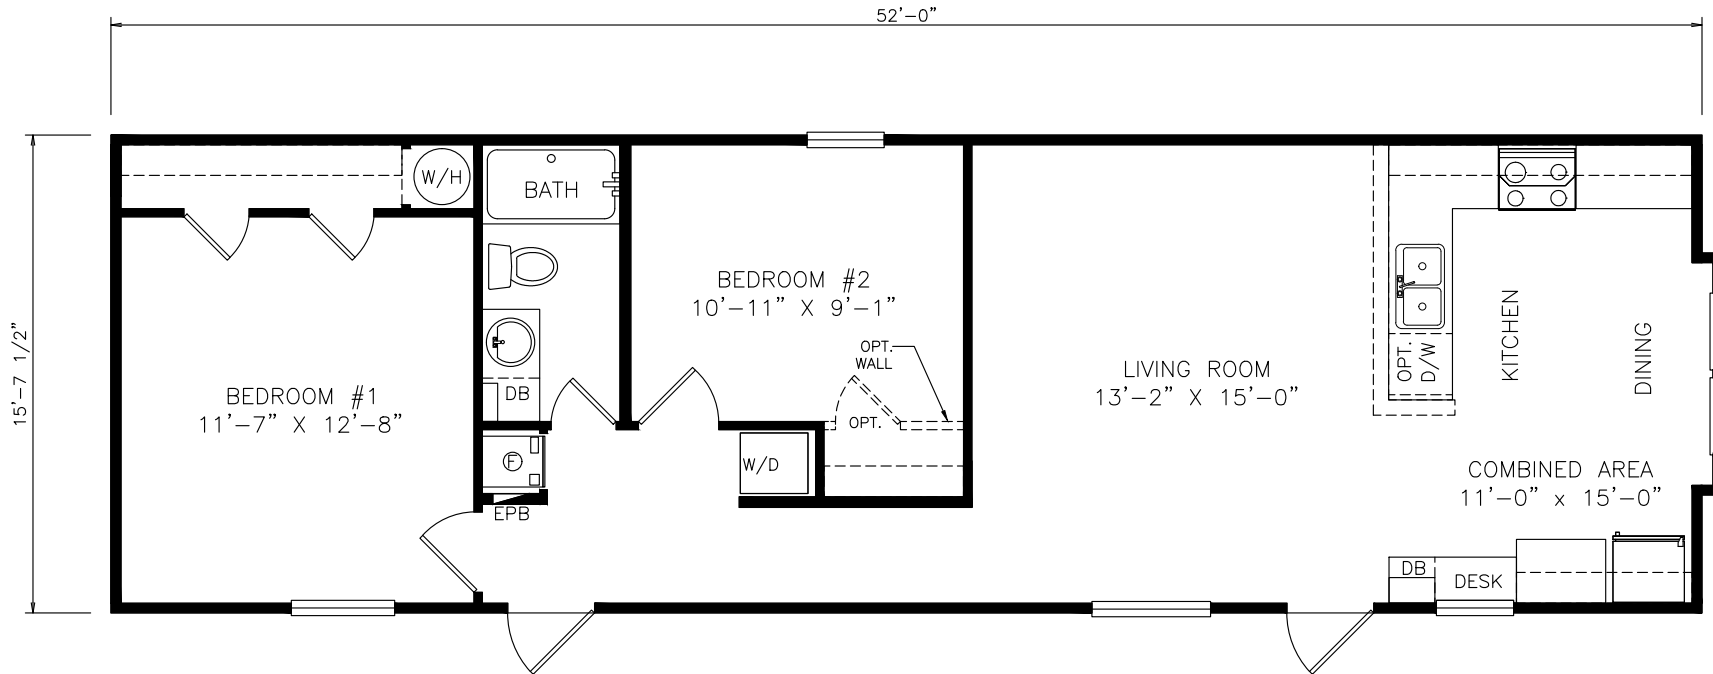 52'-0"
15'-7 1/2"
W/H
BATH
BEDROOM #2
10'-11" X 9'-1"
OPT.
WALL
OPT.
BEDROOM #1
11'-7" X 12'-8"
DB
F
W/D
EPB
LIVING ROOM
13'-2" X 15'-0"
OPT.
D/W
KITCHEN
DINING
COMBINED AREA
11'-0" x 15'-0"
DB
DESK